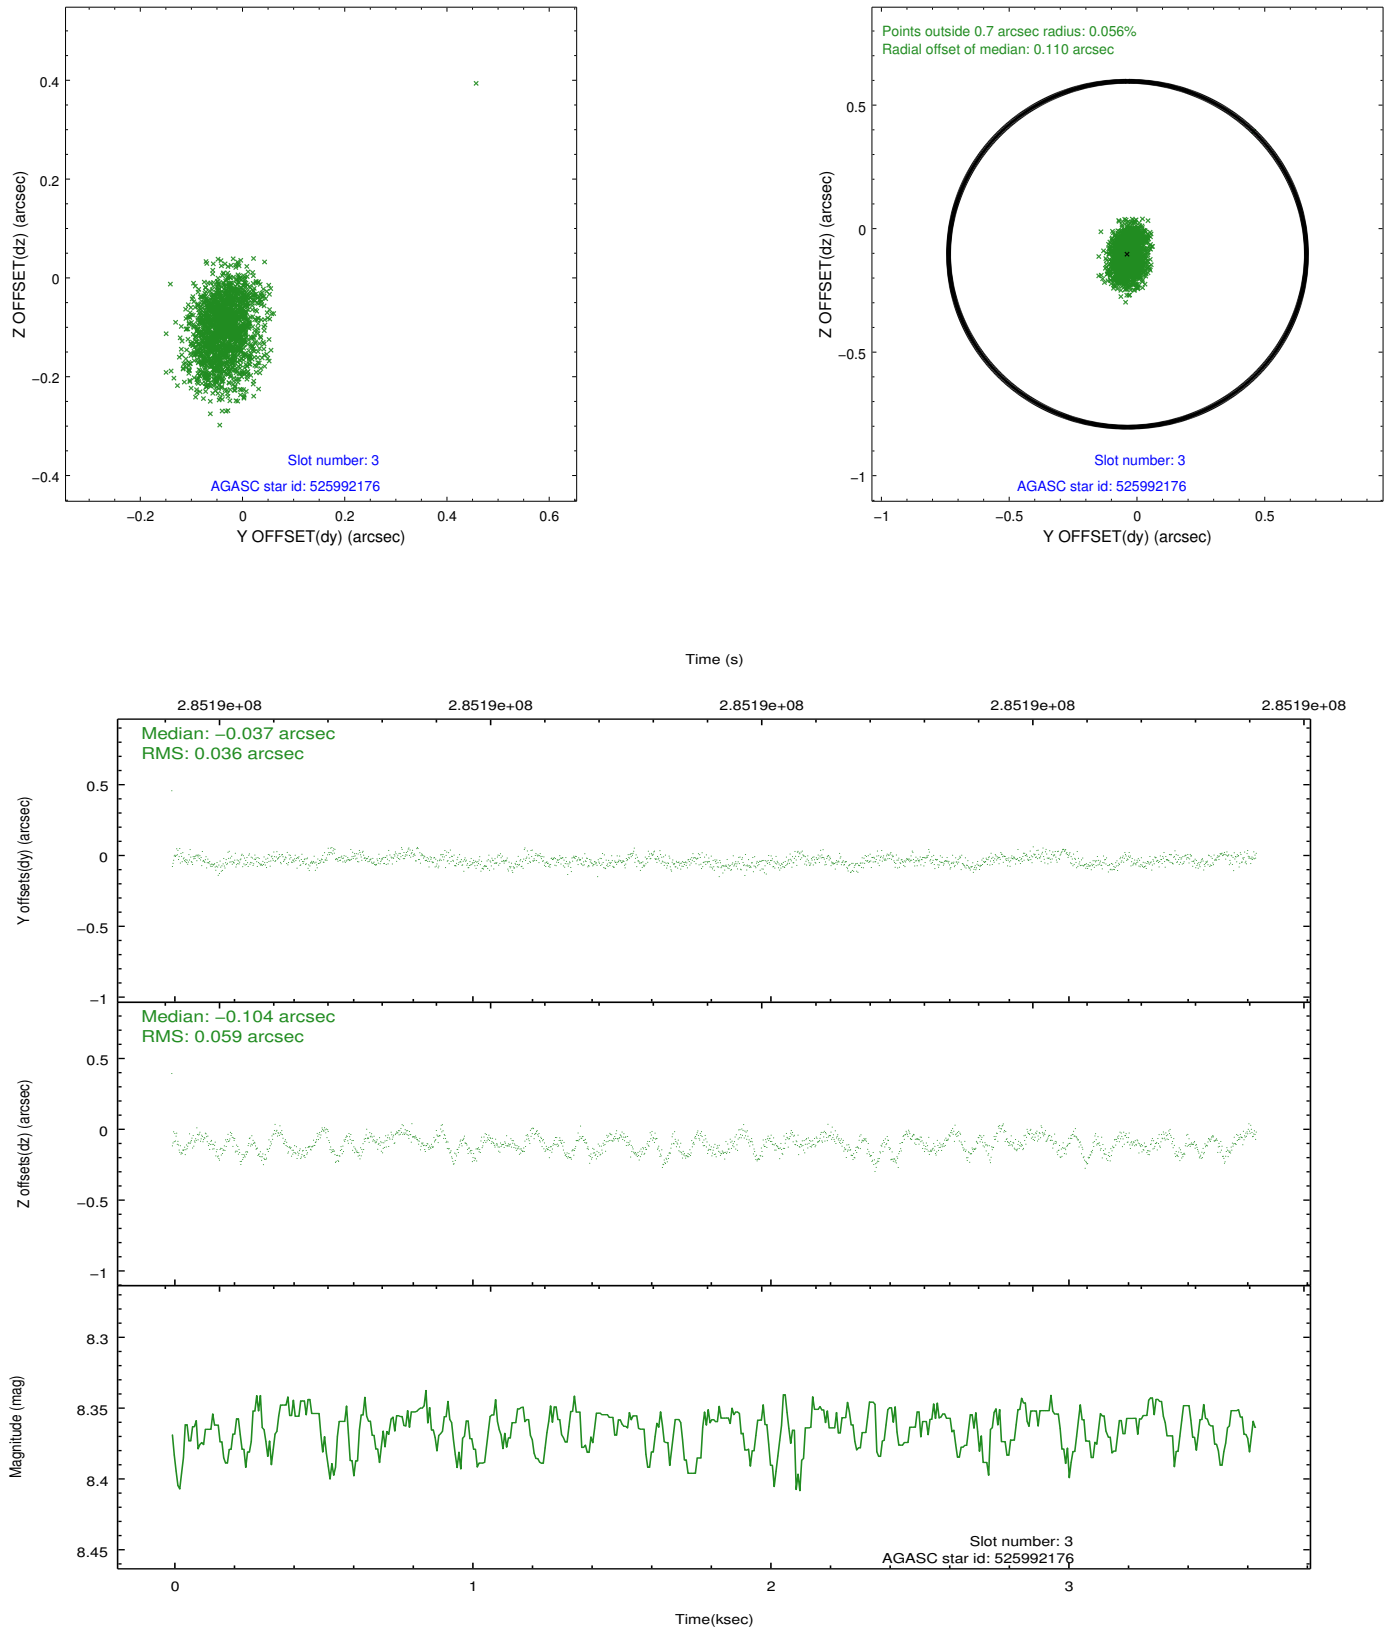 0.4
0.2
0
−0.2
−0.4
Z OFFSET(dz) (arcsec)
Slot number: 3
AGASC star id: 525992176
−0.2 0 0.2 0.4 0.6
Y OFFSET(dy) (arcsec)
Points outside 0.7 arcsec radius: 0.056%
Radial offset of median: 0.110 arcsec
0.5
0
−0.5
−1
Z OFFSET(dz) (arcsec)
Slot number: 3
AGASC star id: 525992176
−1 −0.5 0 0.5
Y OFFSET(dy) (arcsec)
Time (s)
2.8519e+08 2.8519e+08 2.8519e+08 2.8519e+08 2.8519e+08
Median: −0.037 arcsec
RMS: 0.036 arcsec
0.5
0
−0.5
−1
Y offsets(dy) (arcsec)
Median: −0.104 arcsec
RMS: 0.059 arcsec
0.5
0
−0.5
−1
Z offsets(dz) (arcsec)
8.3
8.35
8.4
8.45
Magnitude (mag)
Slot number: 3
AGASC star id: 525992176
0 1 2 3
Time(ksec)